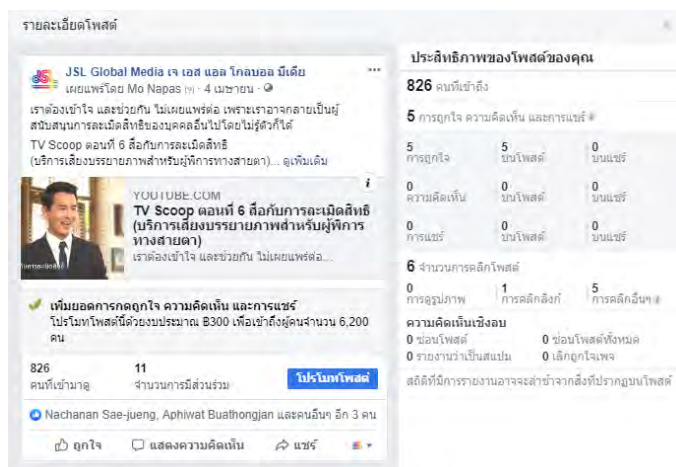 รายละเอียดโพสต์
JSL Global Media เจ เอส แอล โกลบอล มีเดีย
เผยแพร่โดย Mo Napas [?] · 4 เมษายน ·
เราต้องเข้าใจ และช่วยกัน ไม่เผยแพร่ต่อ เพราะเราอาจกลายเป็นผู้
สนับสนุนการละเมิดสิทธิของบุคคลอื่นไปโดยไม่รู้ตัวก็ได้
TV Scoop ตอนที่ 6 สื่อกับการละเมิดสิทธิ
(บริการเสียงบรรยายภาพสำหรับผู้พิการทางสายตา)... ดูเพิ่มเติม
YOUTUBE.COM
TV Scoop ตอนที่ 6 สื่อกับการละเมิดสิทธิ
(บริการเสียงบรรยายภาพสำหรับผู้พิการ
ทางสายตา)
เราต้องเข้าใจ และช่วยกัน ไม่เผยแพร่ต่อ...
เพิ่มยอดการกดถูกใจ ความคิดเห็น และการแชร์
โปรโมทโพสต์นี้ด้วยงบประมาณ ฿300 เพื่อเข้าถึงผู้คนจำนวน 6,200
คน
826 11
คนที่เข้ามาดู จำนวนการมีส่วนร่วม โปรโมทโพสต์
Nachanan Sae-jueng, Aphiwat Buathongjan และคนอื่นๆ อีก 3 คน
ถูกใจ แสดงความคิดเห็น แชร์
ประสิทธิภาพของโพสต์ของคุณ
826 คนที่เข้าถึง
5 การถูกใจ ความคิดเห็น และการแชร์
5 5 0
การถูกใจ บนโพสต์ บนแชร์
0 0 0
ความคิดเห็น บนโพสต์ บนแชร์
0 0 0
การแชร์ บนโพสต์ บนแชร์
6 จำนวนการคลิกโพสต์
0 1 5
การดูรูปภาพ การคลิกลิงก์ การคลิกอื่นๆ
ความคิดเห็นเชิงลบ
0 ซ่อนโพสต์ 0 ซ่อนโพสต์ทั้งหมด
0 รายงานว่าเป็นสแปม 0 เลิกถูกใจเพจ
สถิติที่มีการรายงานอาจจะล่าช้าจากสิ่งที่ปรากฏบนโพสต์